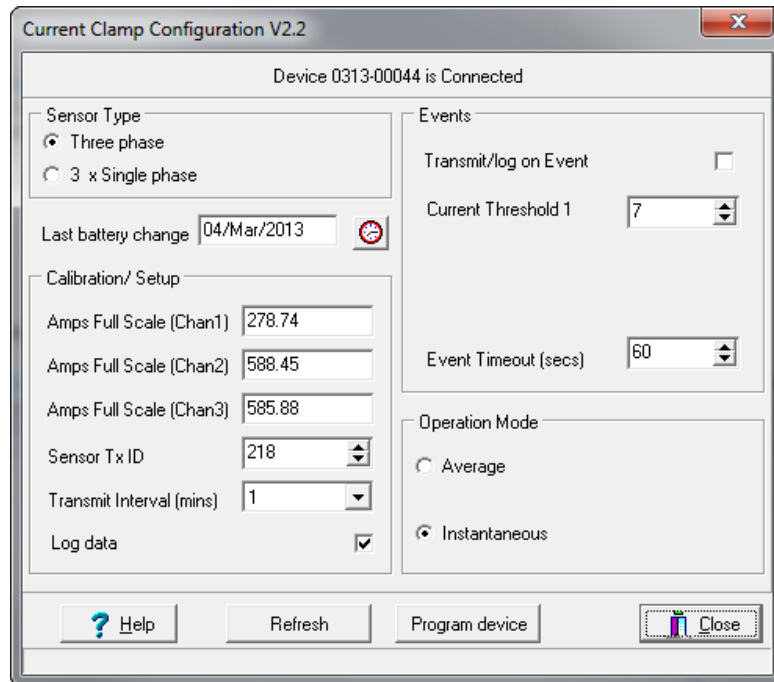 Current Clamp Configuration V2.2
Device 0313-00044 is Connected
Sensor Type
Three phase
3 x Single phase
Last battery change 04/Mar/2013
Calibration/ Setup
Amps Full Scale (Chan1) 278.74
Amps Full Scale (Chan2) 588.45
Amps Full Scale (Chan3) 585.88
Sensor Tx ID 218
Transmit Interval (mins) 1
Log data
Events
Transmit/log on Event
Current Threshold 1 7
Event Timeout (secs) 60
Operation Mode
Average
Instantaneous
? Help
Refresh
Program device
Close